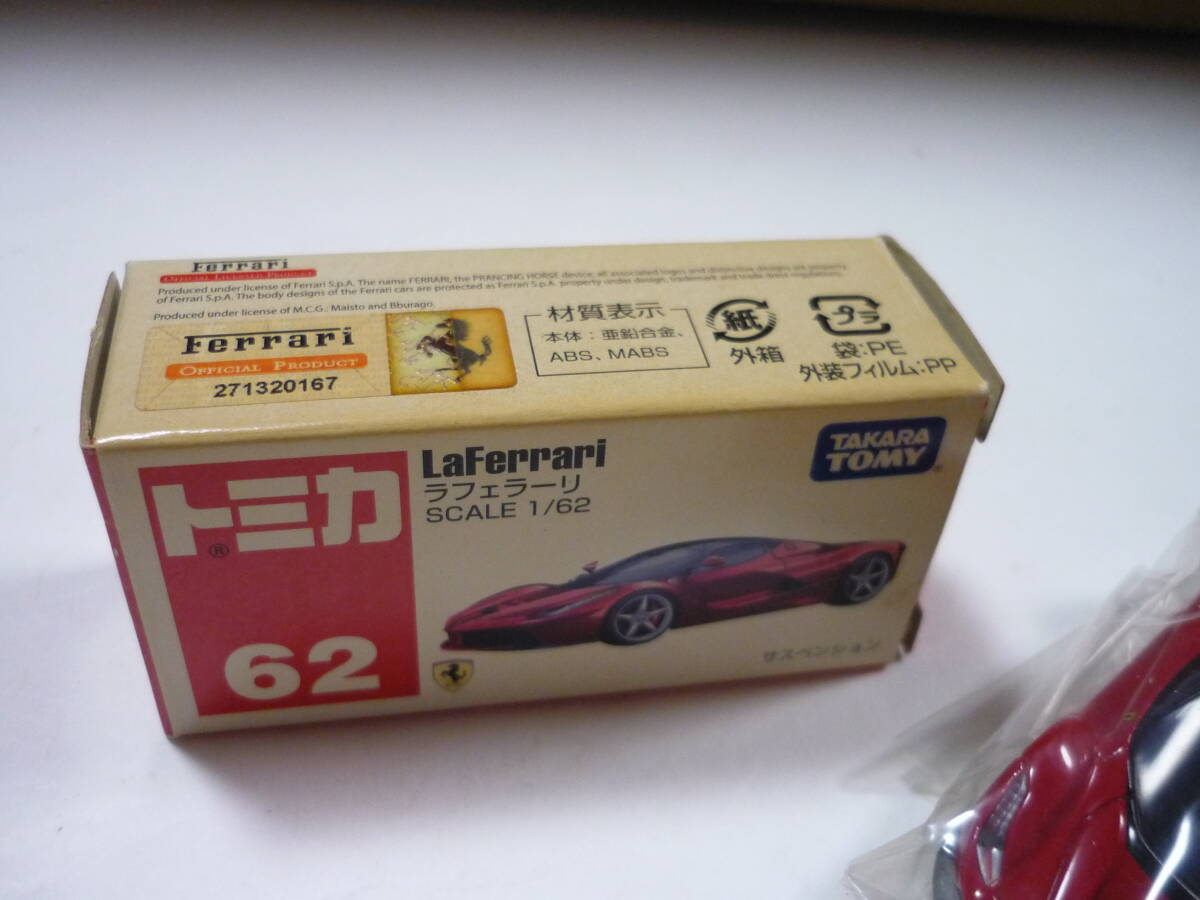 Ferrari
OFFICIAL LICENSED PRODUCT
Produced under license of Ferrari S.p.A. The name FERRARI, the PRANCING HORSE device, all associated logos and distinctive designs are property
of Ferrari S.p.A. The body designs of the Ferrari cars are protected as Ferrari S.p.A. property under design, trademark and trade dress regulations.
Produced under license of M.C.G.: Maisto and Bburago.
Ferrari
OFFICIAL PRODUCT
271320167
材質表示
本体:亜鉛合金、
ABS、MABS
紙
外箱
プラ
袋:PE
外装フィルム:PP
トミカ
®
62
LaFerrari
ラフェラーリ
SCALE 1/62
TAKARA
TOMY
サスペンション